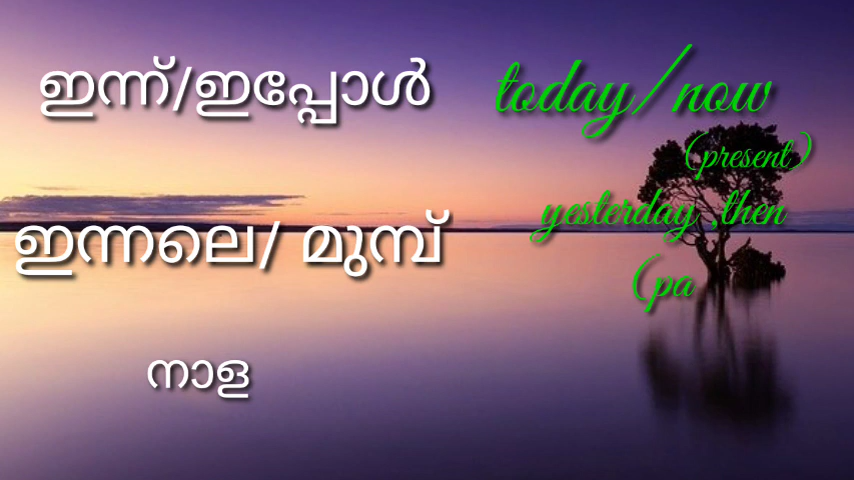 ഇന്ന്/ഇപ്പോൾ today/now
(present)
ഇന്നലെ/ മുമ്പ് yesterday ,then
(pa
നാള